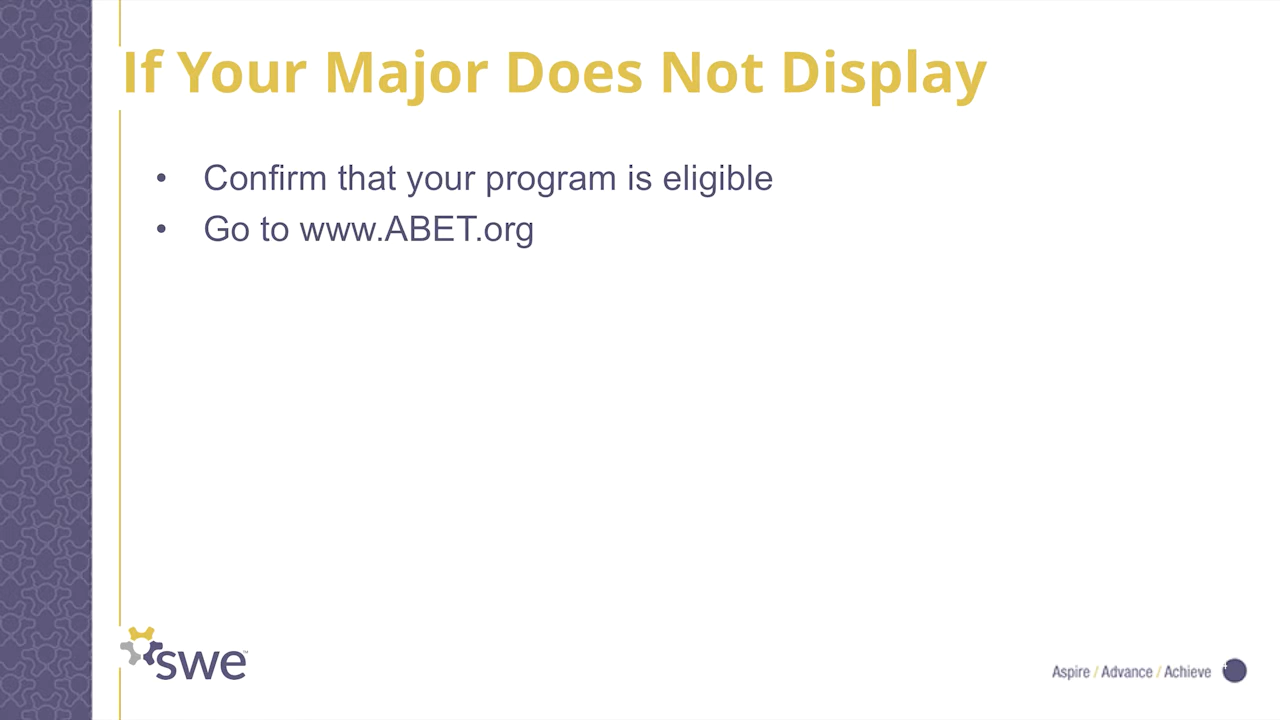 If Your Major Does Not Display
• Confirm that your program is eligible
• Go to www.ABET.org
swe™
Aspire / Advance / Achieve